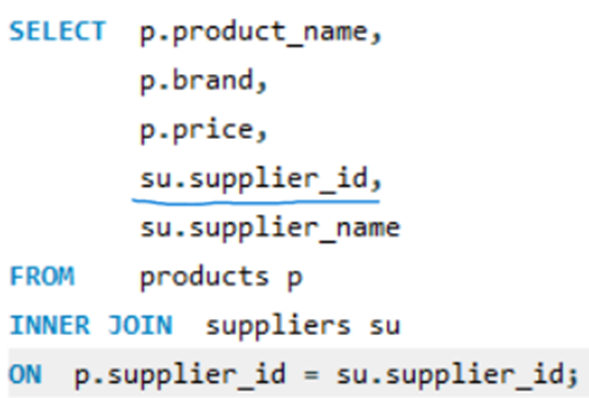 SELECT p.product_name,
p.brand,
p.price,
su.supplier_id,
su.supplier_name
FROM products p
INNER JOIN suppliers su
ON p.supplier_id = su.supplier_id;